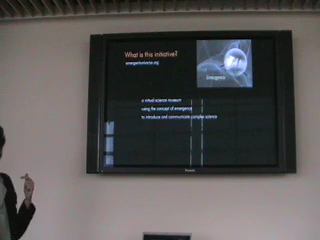 What is this initiative?
emergentuniverse.org
Emergence
a virtual science museum
using the concept of emergence
to introduce and communicate complex science